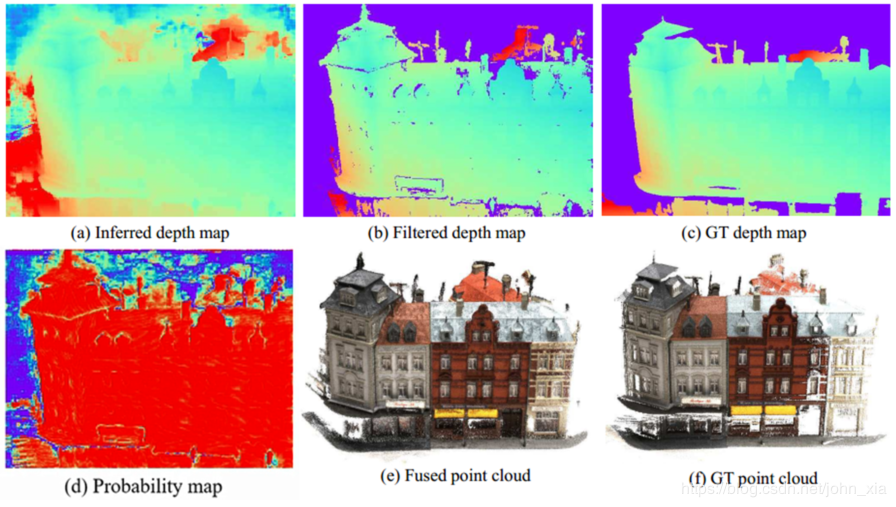 (a) Inferred depth map
(b) Filtered depth map
(c) GT depth map
(d) Probability map
(e) Fused point cloud
(f) GT point cloud
https://blog.csdn.net/john_xia